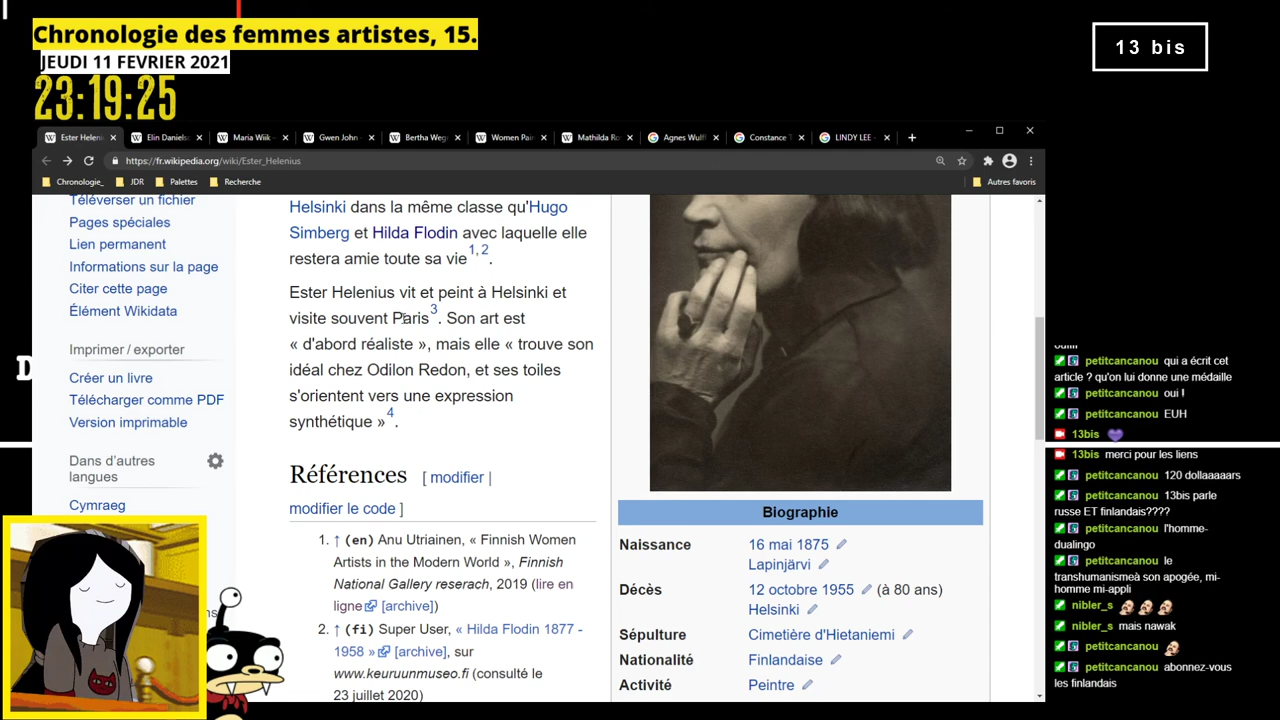 Chronologie des femmes artistes, 15.
JEUDI 11 FEVRIER 2021
23:19:25
13 bis
Ester Heleni
Elin Daniels
Maria Wiik -
Gwen John -
Bertha Weg
Women Pain
Mathilda Ro
Agnes Wulff
Constance T
LINDY LEE -
https://fr.wikipedia.org/wiki/Ester_Helenius
Chronologie_
JDR
Palettes
Recherche
Autres favoris
Téléverser un fichier
Pages spéciales
Lien permanent
Informations sur la page
Citer cette page
Élément Wikidata
Imprimer / exporter
Créer un livre
Télécharger comme PDF
Version imprimable
Dans d'autres
langues
Cymraeg
Helsinki dans la même classe qu'Hugo
Simberg et Hilda Flodin avec laquelle elle
restera amie toute sa vie1, 2.
Ester Helenius vit et peint à Helsinki et
visite souvent Paris3. Son art est
« d'abord réaliste », mais elle « trouve son
idéal chez Odilon Redon, et ses toiles
s'orientent vers une expression
synthétique »4.
Références [ modifier |
modifier le code ]
1. ↑ (en) Anu Utriainen, « Finnish Women
Artists in the Modern World », Finnish
National Gallery reserach, 2019 (lire en
ligne [archive])
2. ↑ (fi) Super User, « Hilda Flodin 1877 -
1958 » [archive], sur
www.keuruunmuseo.fi (consulté le
23 juillet 2020)
Biographie
Naissance 16 mai 1875
Lapinjärvi
Décès 12 octobre 1955 (à 80 ans)
Helsinki
Sépulture Cimetière d'Hietaniemi
Nationalité Finlandaise
Activité Peintre
petitcancanou qui a écrit cet
article ? qu'on lui donne une médaille
petitcancanou oui !
petitcancanou EUH
13bis
13bis merci pour les liens
petitcancanou 120 dollaaaaars
petitcancanou 13bis parle
russe ET finlandais????
petitcancanou l'homme-
dualingo
petitcancanou le
transhumanismeà son apogée, mi-
homme mi-appli
nibler_s
nibler_s mais nawak
petitcancanou
petitcancanou abonnez-vous
les finlandais